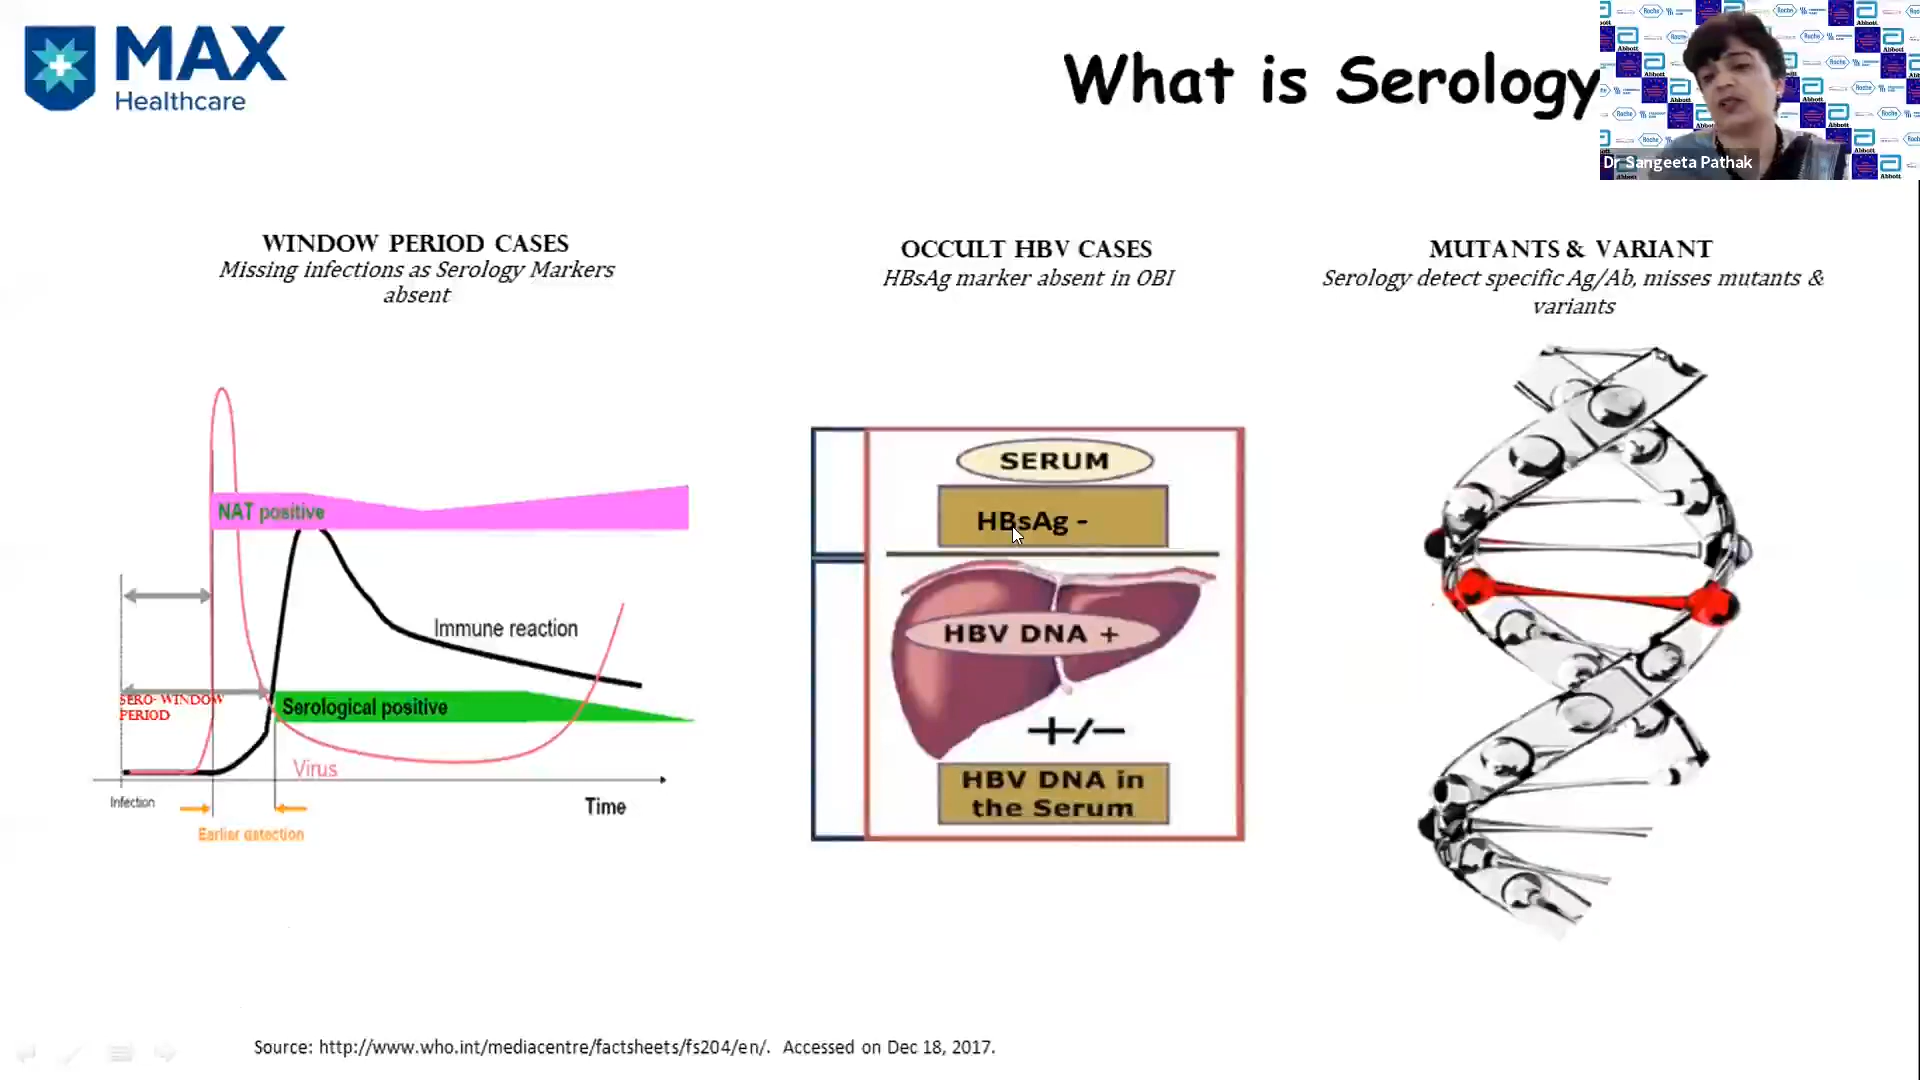 MAX
Healthcare
What is Serology
Dr Sangeeta Pathak
WINDOW PERIOD CASES
Missing infections as Serology Markers
absent
NAT positive
Immune reaction
SERO- WINDOW
PERIOD
Serological positive
Virus
Infection
Time
Earlier detection
OCCULT HBV CASES
HBsAg marker absent in OBI
SERUM
HBsAg -
HBV DNA +
+/−
HBV DNA in
the Serum
MUTANTS & VARIANT
Serology detect specific Ag/Ab, misses mutants &
variants
Source: http://www.who.int/mediacentre/factsheets/fs204/en/. Accessed on Dec 18, 2017.
Roche
Abbott